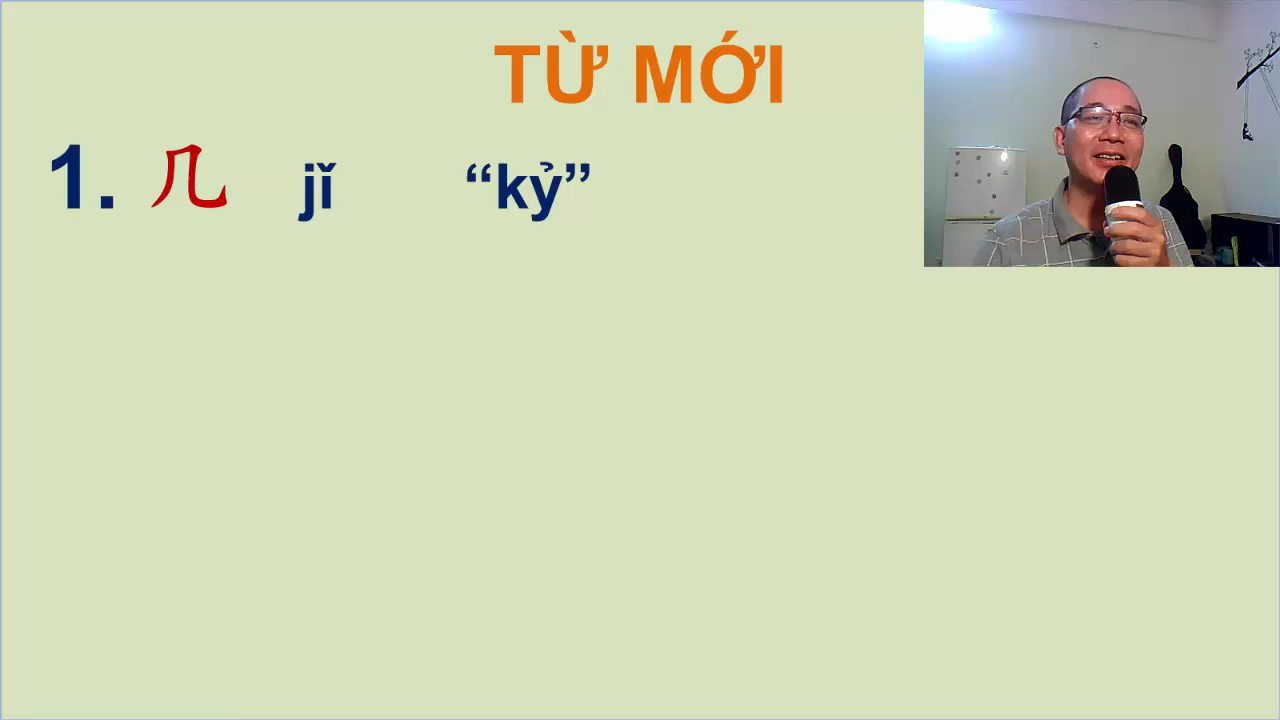 TỪ MỚI
1. 几 jǐ “kỷ”